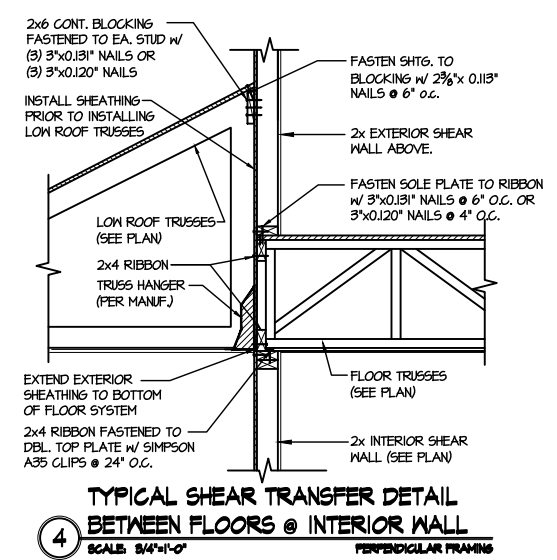 2x6 CONT. BLOCKING
FASTENED TO EA. STUD W/
(3) 3"x0.131" NAILS OR
(3) 3"x0.120" NAILS
INSTALL SHEATHING
PRIOR TO INSTALLING
LOW ROOF TRUSSES
FASTEN SHTG. TO
BLOCKING W/ 2⅜"x 0.113"
NAILS @ 6" O.C.
2x EXTERIOR SHEAR
WALL ABOVE.
FASTEN SOLE PLATE TO RIBBON
W/ 3"x0.131" NAILS @ 6" O.C. OR
3"x0.120" NAILS @ 4" O.C.
LOW ROOF TRUSSES
(SEE PLAN)
2x4 RIBBON
TRUSS HANGER
(PER MANUF.)
EXTEND EXTERIOR
SHEATHING TO BOTTOM
OF FLOOR SYSTEM
2x4 RIBBON FASTENED TO
DBL. TOP PLATE W/ SIMPSON
A35 CLIPS @ 24" O.C.
FLOOR TRUSSES
(SEE PLAN)
2x INTERIOR SHEAR
WALL (SEE PLAN)
4
TYPICAL SHEAR TRANSFER DETAIL
BETWEEN FLOORS @ INTERIOR WALL
SCALE: 3/4"=1'-0"
PERPENDICULAR FRAMING